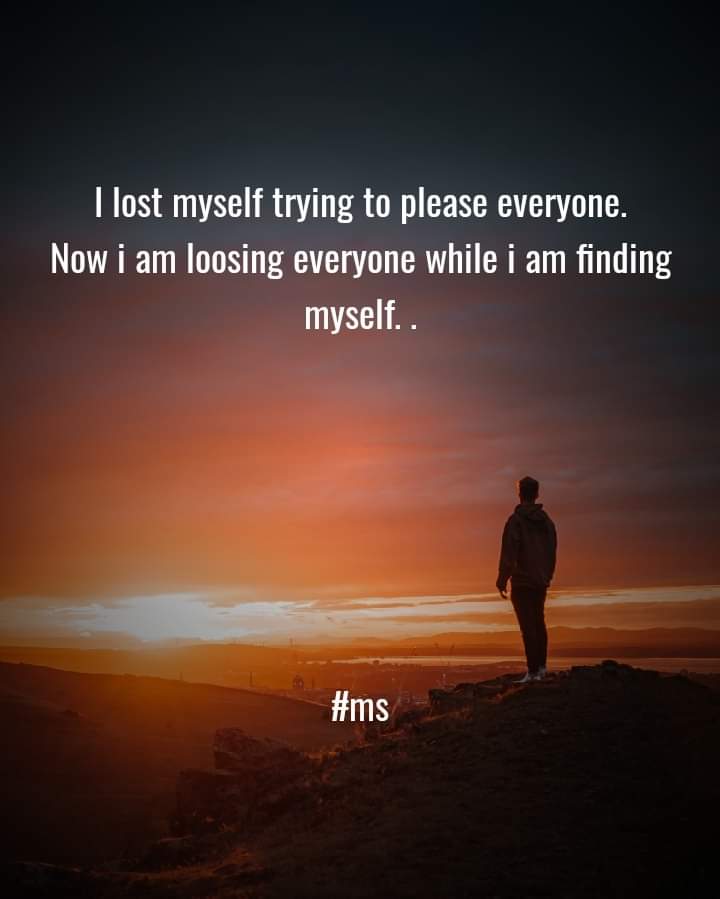 I lost myself trying to please everyone.
Now i am loosing everyone while i am finding
myself. .
#ms